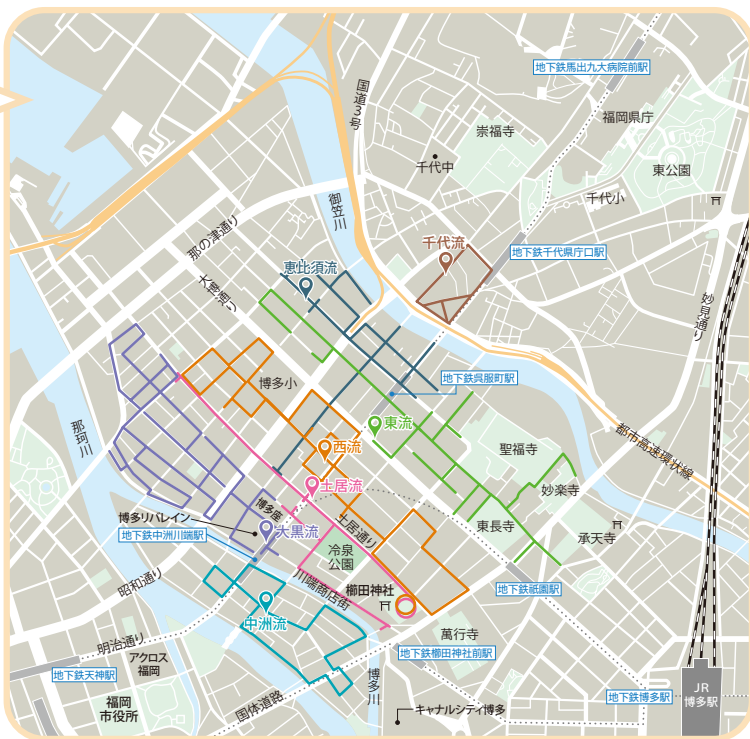 地下鉄馬出九大病院前駅
国道3号
福岡県庁
崇福寺
千代中
東公園
千代小
御笠川
那の津通り
千代流
地下鉄千代県庁口駅
恵比須流
大博通り
妙見通り
地下鉄呉服町駅
博多小
東流
那珂川
西流
聖福寺
都市高速環状線
土居流
妙楽寺
博多リバレイン
博多座
土居通り
東長寺
承天寺
大黒流
地下鉄中洲川端駅
冷泉
公園
昭和通り
川端商店街
櫛田神社
地下鉄祇園駅
中洲流
萬行寺
明治通り
地下鉄櫛田神社前駅
アクロス
福岡
地下鉄天神駅
博多川
JR
博多駅
地下鉄博多駅
福岡
市役所
国体道路
キャナルシティ博多